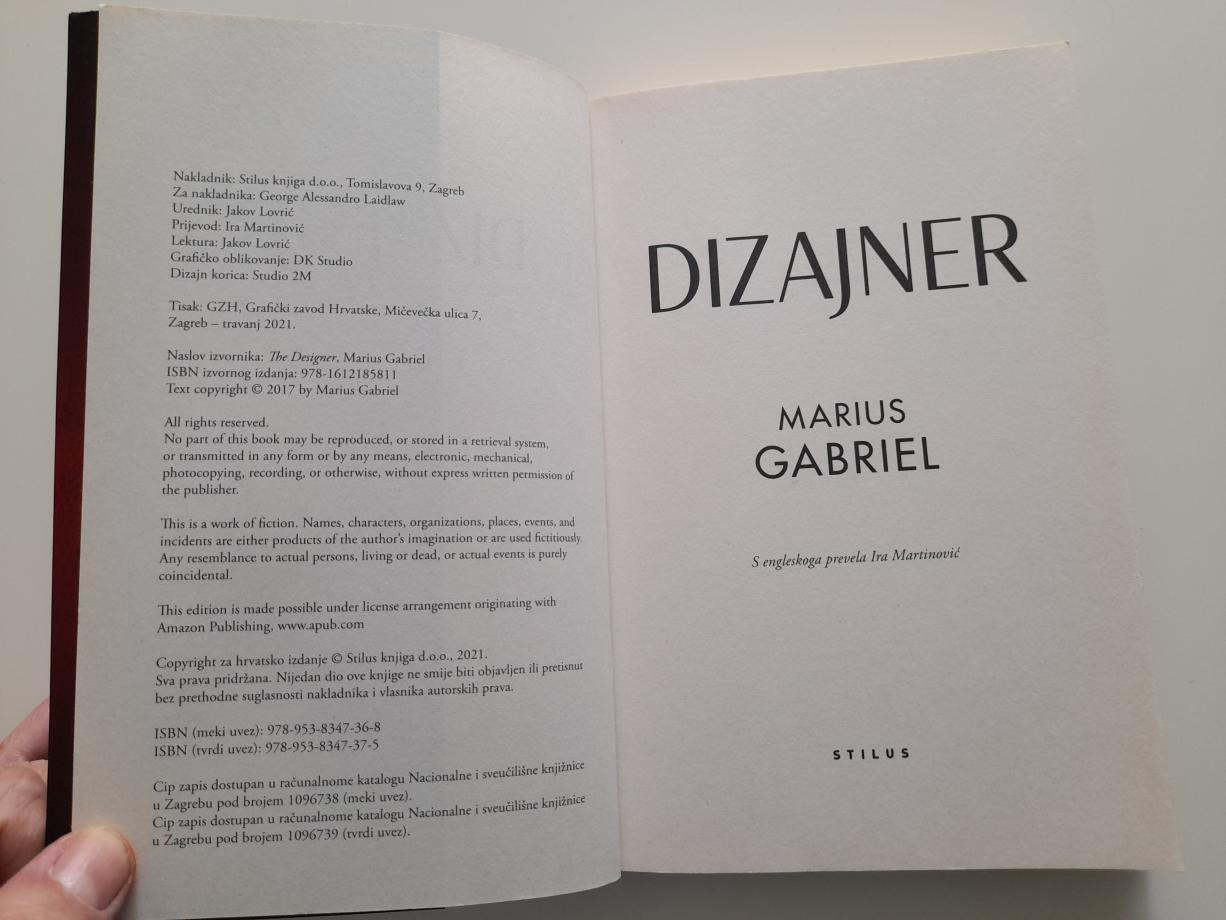 Nakladnik: Stilus knjiga d.o.o., Tomislavova 9, Zagreb
Za nakladnika: George Alessandro Laidlaw
Urednik: Jakov Lovrić
Prijevod: Ira Martinović
Lektura: Jakov Lovrić
Grafičko oblikovanje: DK Studio
Dizajn korica: Studio 2M
Tisak: GZH, Grafički zavod Hrvatske, Mičevečka ulica 7,
Zagreb – travanj 2021.
Naslov izvornika: The Designer, Marius Gabriel
ISBN izvornog izdanja: 978-1612185811
Text copyright © 2017 by Marius Gabriel
All rights reserved.
No part of this book may be reproduced, or stored in a retrieval system,
or transmitted in any form or by any means, electronic, mechanical,
photocopying, recording, or otherwise, without express written permission of
the publisher.
This is a work of fiction. Names, characters, organizations, places, events, and
incidents are either products of the author's imagination or are used fictitiously.
Any resemblance to actual persons, living or dead, or actual events is purely
coincidental.
This edition is made possible under license arrangement originating with
Amazon Publishing, www.apub.com
Copyright za hrvatsko izdanje © Stilus knjiga d.o.o., 2021.
Sva prava pridržana. Nijedan dio ove knjige ne smije biti objavljen ili pretisnut
bez prethodne suglasnosti nakladnika i vlasnika autorskih prava.
ISBN (meki uvez): 978-953-8347-36-8
ISBN (tvrdi uvez): 978-953-8347-37-5
Cip zapis dostupan u računalnome katalogu Nacionalne i sveučilišne knjižnice
u Zagrebu pod brojem 1096738 (meki uvez).
Cip zapis dostupan u računalnome katalogu Nacionalne i sveučilišne knjižnice
u Zagrebu pod brojem 1096739 (tvrdi uvez).
DIZAJNER
MARIUS
GABRIEL
S engleskoga prevela Ira Martinović
STILUS